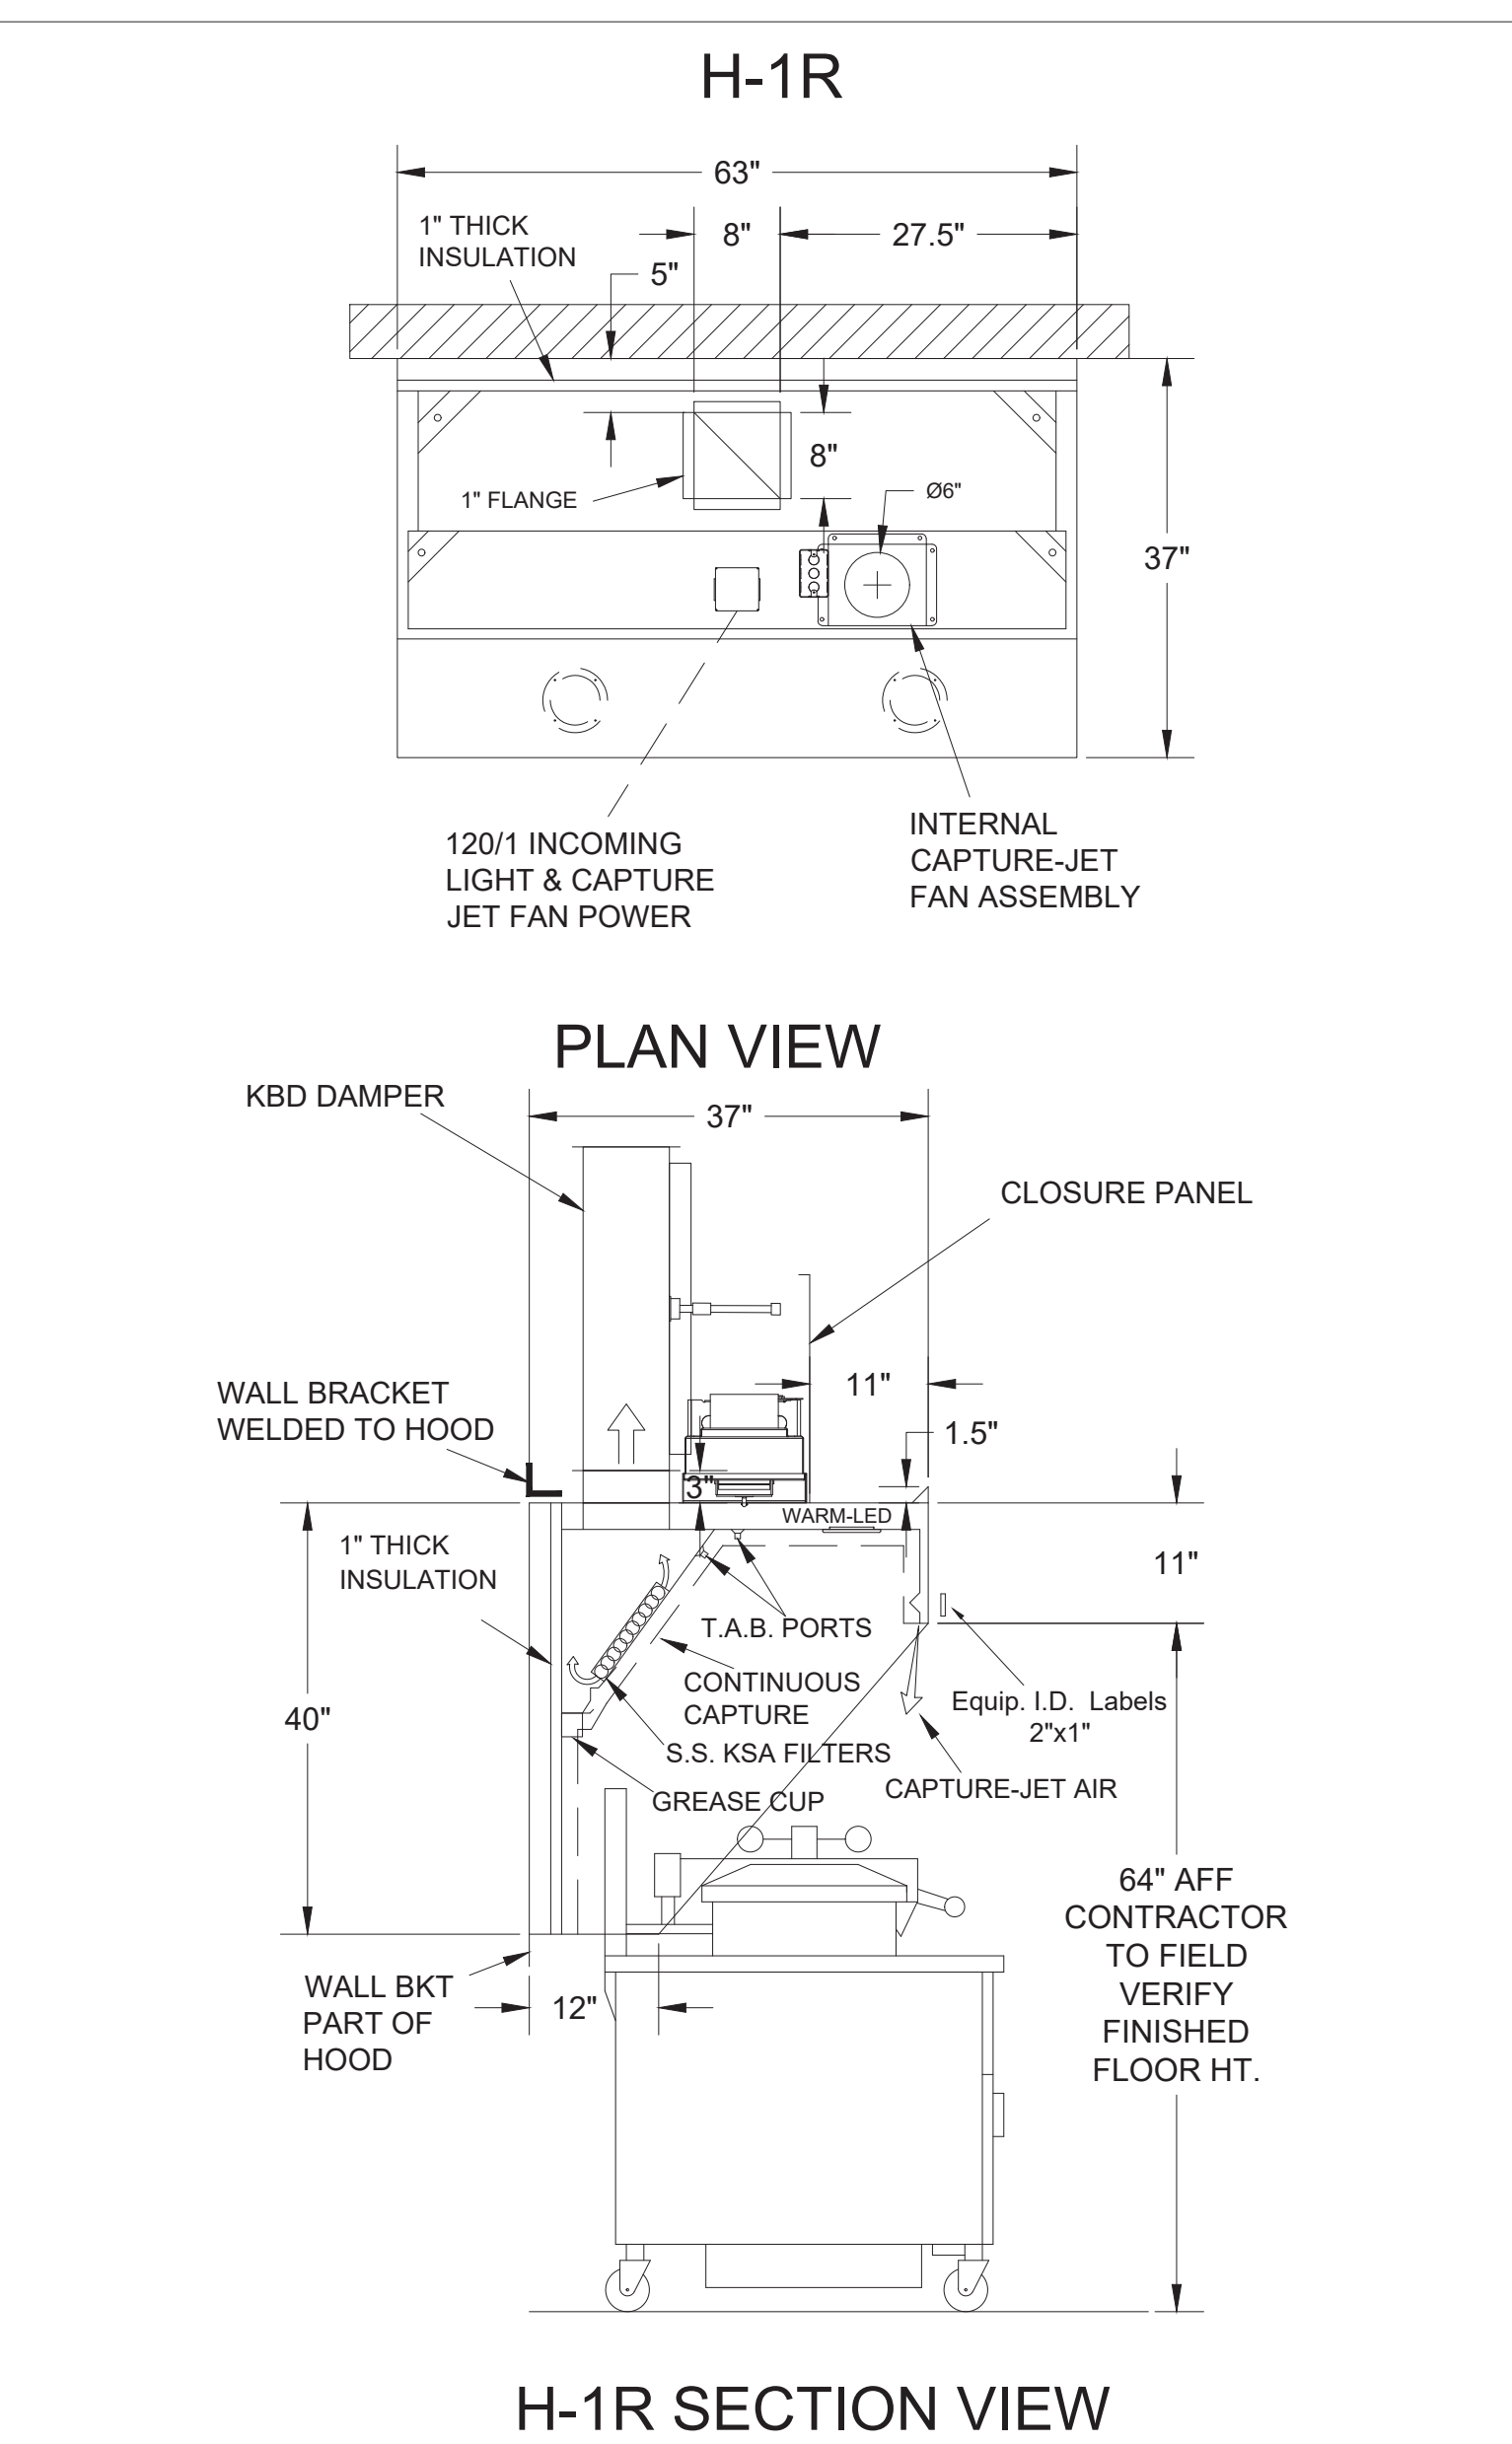 H-1R
63"
1" THICK
INSULATION
8"
27.5"
5"
8"
1" FLANGE
Ø6"
37"
120/1 INCOMING
LIGHT & CAPTURE
JET FAN POWER
INTERNAL
CAPTURE-JET
FAN ASSEMBLY
PLAN VIEW
KBD DAMPER
37"
CLOSURE PANEL
WALL BRACKET
WELDED TO HOOD
11"
1.5"
3"
WARM-LED
1" THICK
INSULATION
11"
T.A.B. PORTS
CONTINUOUS
CAPTURE
Equip. I.D. Labels
2"x1"
40"
S.S. KSA FILTERS
CAPTURE-JET AIR
GREASE CUP
64" AFF
CONTRACTOR
TO FIELD
VERIFY
FINISHED
FLOOR HT.
WALL BKT
PART OF
HOOD
12"
H-1R SECTION VIEW